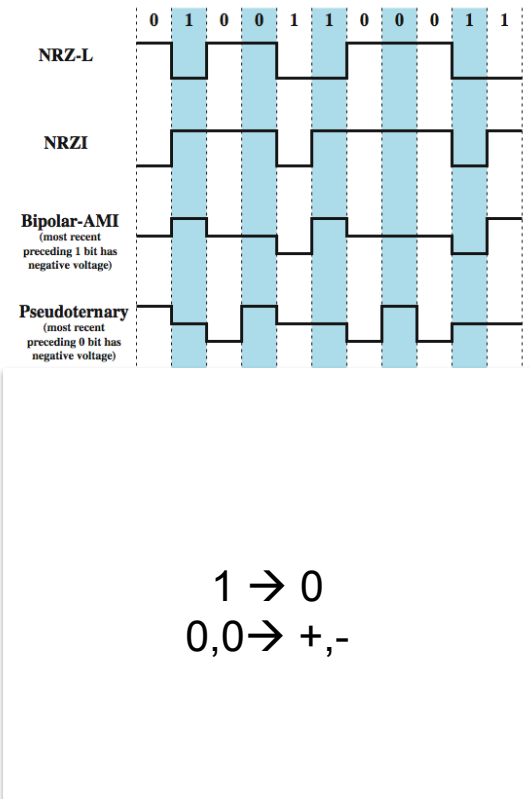 0 1 0 0 1 1 0 0 0 1 1
NRZ-L
NRZI
Bipolar-AMI
(most recent
preceding 1 bit has
negative voltage)
Pseudoternary
(most recent
preceding 0 bit has
negative voltage)
1 → 0
0,0→ +,-